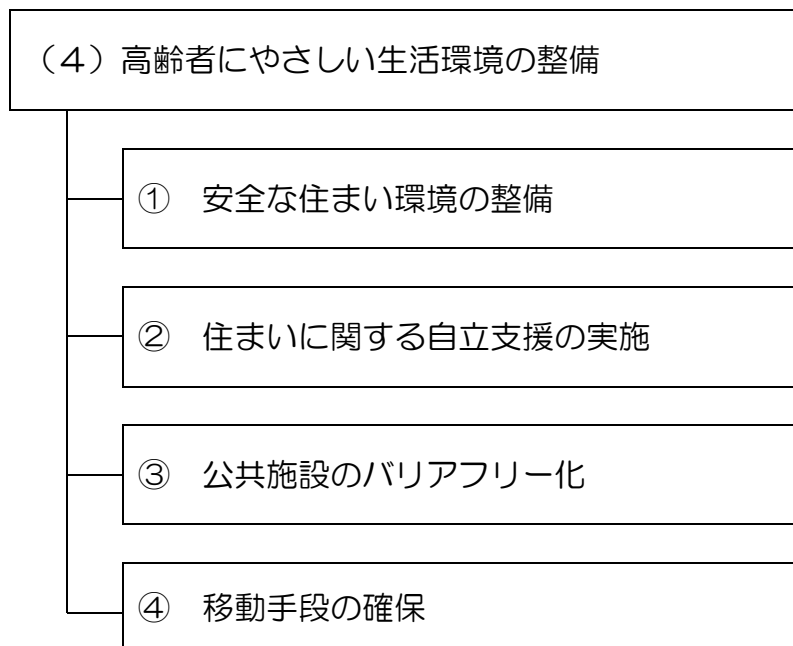 （４）高齢者にやさしい生活環境の整備
①　安全な住まい環境の整備
②　住まいに関する自立支援の実施
③　公共施設のバリアフリー化
④　移動手段の確保